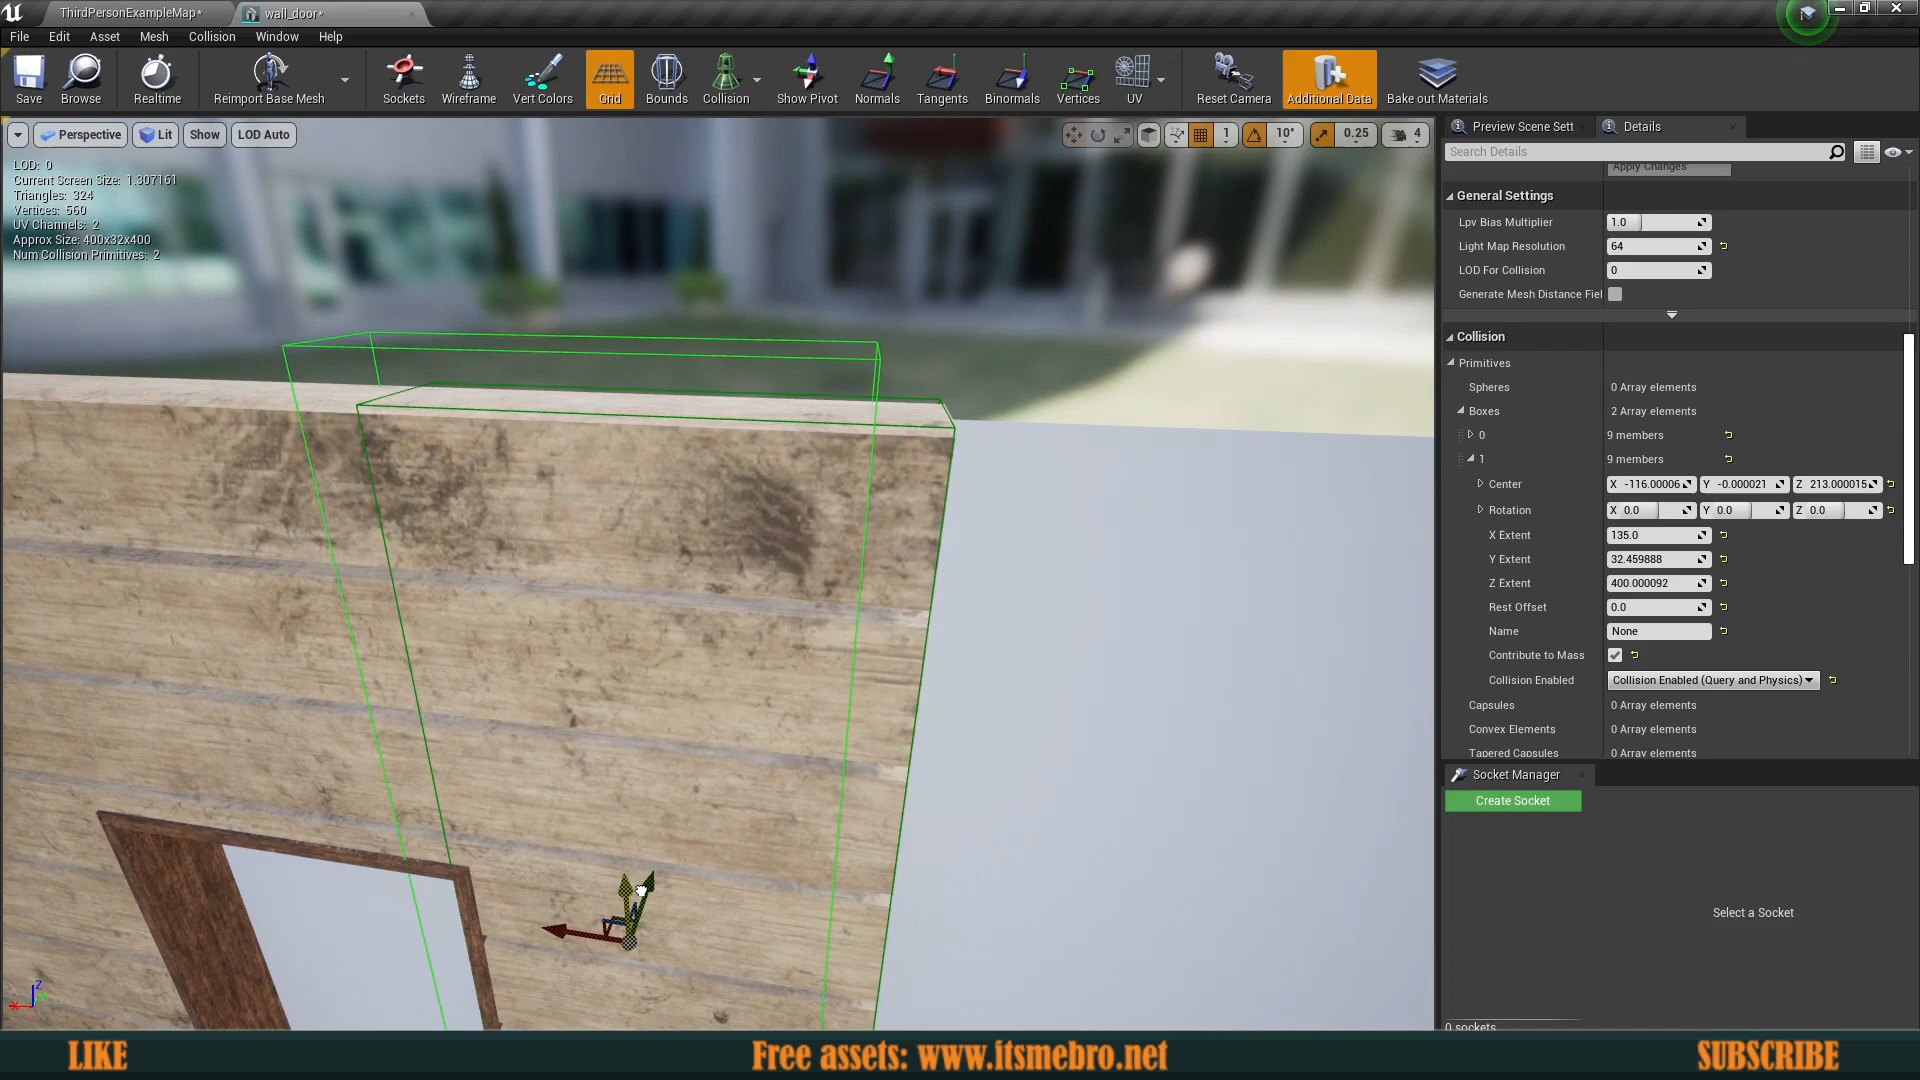 ThirdPersonExampleMap*
wall_door*
File Edit Asset Mesh Collision Window Help
Save Browse Realtime Reimport Base Mesh Sockets Wireframe Vert Colors Grid Bounds Collision Show Pivot Normals Tangents Binormals Vertices UV Reset Camera Additional Data Bake out Materials
Perspective Lit Show LOD Auto 1 10° 0.25 4
LOD: 0
Current Screen Size: 1.307161
Triangles: 324
Vertices: 560
UV Channels: 2
Approx Size: 400x32x400
Num Collision Primitives: 2
Z
X
Y
Preview Scene Sett Details
Search Details
Apply Changes
General Settings
Lpv Bias Multiplier 1.0
Light Map Resolution 64
LOD For Collision 0
Generate Mesh Distance Fiel
Collision
Primitives
Spheres 0 Array elements
Boxes 2 Array elements
0 9 members
1 9 members
Center X -116.00006 Y -0.000021 Z 213.000015
Rotation X 0.0 Y 0.0 Z 0.0
X Extent 135.0
Y Extent 32.459888
Z Extent 400.000092
Rest Offset 0.0
Name None
Contribute to Mass
Collision Enabled Collision Enabled (Query and Physics)
Capsules 0 Array elements
Convex Elements 0 Array elements
Tapered Capsules 0 Array elements
Socket Manager
Create Socket
Select a Socket
0 sockets
LIKE Free assets: www.itsmebro.net SUBSCRIBE